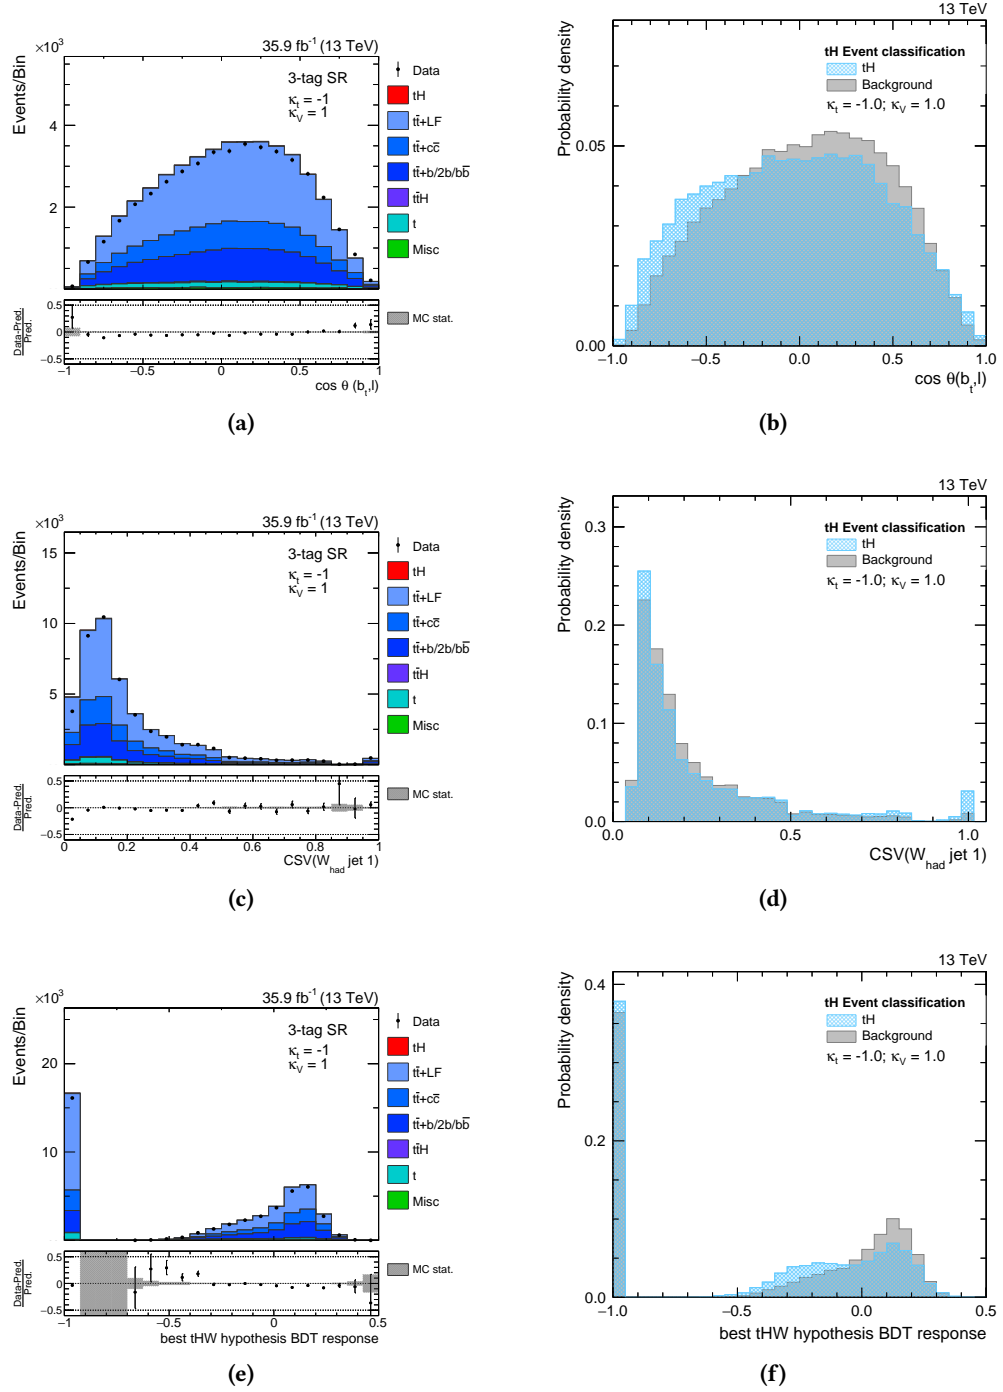 35.9 fb⁻¹ (13 TeV)
×10³
Events/Bin
3-tag SR
κₜ = -1
κᵥ = 1
Data
tH
tt̄+LF
tt̄+cc̄
tt̄+b/2b/bb̄
tt̄H
t
Misc
4
2
0.5
0
−0.5
Data-Pred.
Pred.
MC stat.
−1 −0.5 0 0.5 1
cos θ (bₜ,l)
(a)
13 TeV
Probability density
tH Event classification
tH
Background
κₜ = -1.0; κᵥ = 1.0
0.05
0.00
−1.0 −0.5 0.0 0.5 1.0
cos θ(bₜ,l)
(b)
35.9 fb⁻¹ (13 TeV)
×10³
Events/Bin
3-tag SR
κₜ = -1
κᵥ = 1
Data
tH
tt̄+LF
tt̄+cc̄
tt̄+b/2b/bb̄
tt̄H
t
Misc
15
10
5
0.5
0
−0.5
Data-Pred.
Pred.
MC stat.
0 0.2 0.4 0.6 0.8 1
CSV(W_had jet 1)
(c)
13 TeV
Probability density
tH Event classification
tH
Background
κₜ = -1.0; κᵥ = 1.0
0.3
0.2
0.1
0.0
0.0 0.5 1.0
CSV(W_had jet 1)
(d)
35.9 fb⁻¹ (13 TeV)
×10³
Events/Bin
3-tag SR
κₜ = -1
κᵥ = 1
Data
tH
tt̄+LF
tt̄+cc̄
tt̄+b/2b/bb̄
tt̄H
t
Misc
20
10
0.5
0
−0.5
Data-Pred.
Pred.
MC stat.
−1 −0.5 0 0.5
best tHW hypothesis BDT response
(e)
13 TeV
Probability density
tH Event classification
tH
Background
κₜ = -1.0; κᵥ = 1.0
0.4
0.2
0.0
−1.0 −0.5 0.0 0.5
best tHW hypothesis BDT response
(f)